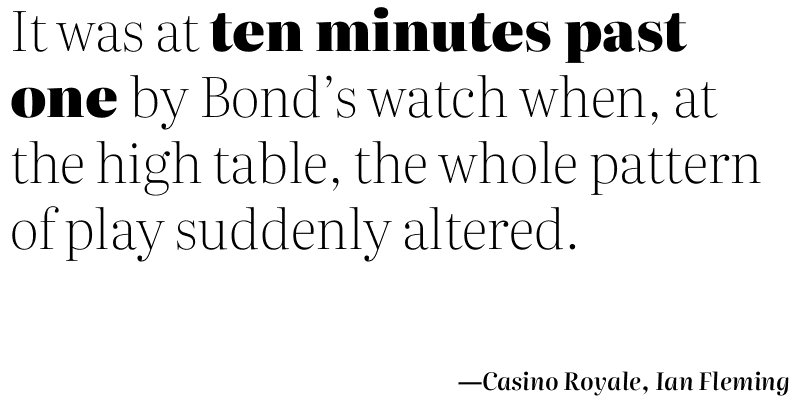 It was at ten minutes past
one by Bond’s watch when, at
the high table, the whole pattern
of play suddenly altered.
—Casino Royale, Ian Fleming